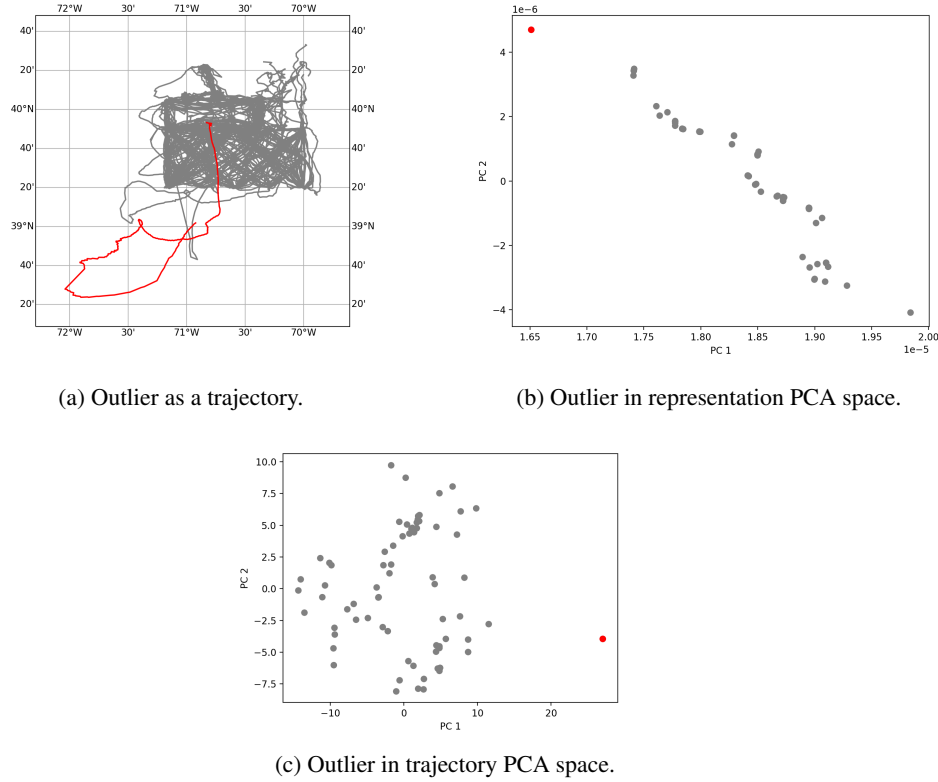 72°W 30' 71°W 30' 70°W
40' 40'
20' 20'
40°N 40°N
40' 40'
20' 20'
39°N 39°N
40' 40'
20' 20'
72°W 30' 71°W 30' 70°W
(a) Outlier as a trajectory.
1e−6
4
2
0
−2
−4
PC 2
1.65 1.70 1.75 1.80 1.85 1.90 1.95 2.00
1e−5
PC 1
(b) Outlier in representation PCA space.
10.0
7.5
5.0
2.5
0.0
−2.5
−5.0
−7.5
PC 2
−10 0 10 20
PC 1
(c) Outlier in trajectory PCA space.